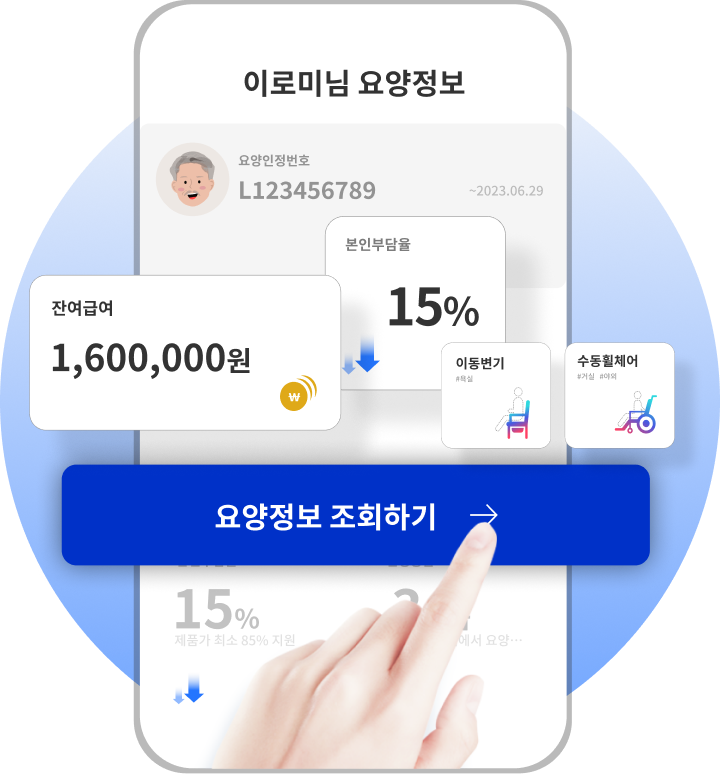 이로미님 요양정보
요양인정번호
L123456789
~2023.06.29
본인부담율
15%
잔여급여
1,600,000원
₩
이동변기
#욕실
수동휠체어
#거실 #야외
요양정보 조회하기
15%
제품가 최소 85% 지원
에서 요양…